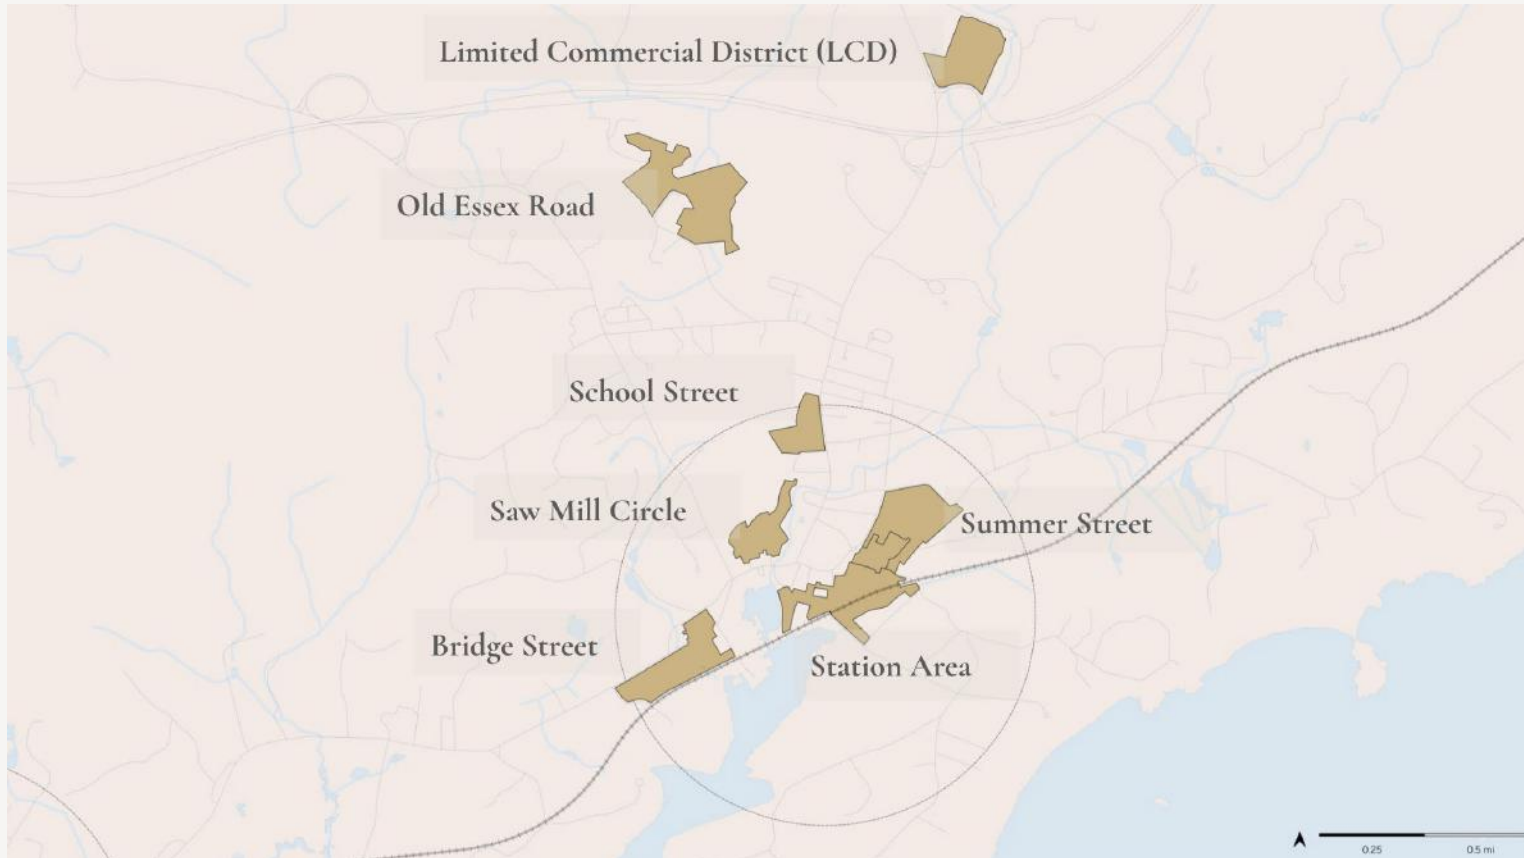 Limited Commercial District (LCD)
Old Essex Road
School Street
Saw Mill Circle
Summer Street
Bridge Street
Station Area
0.25
0.5 mi